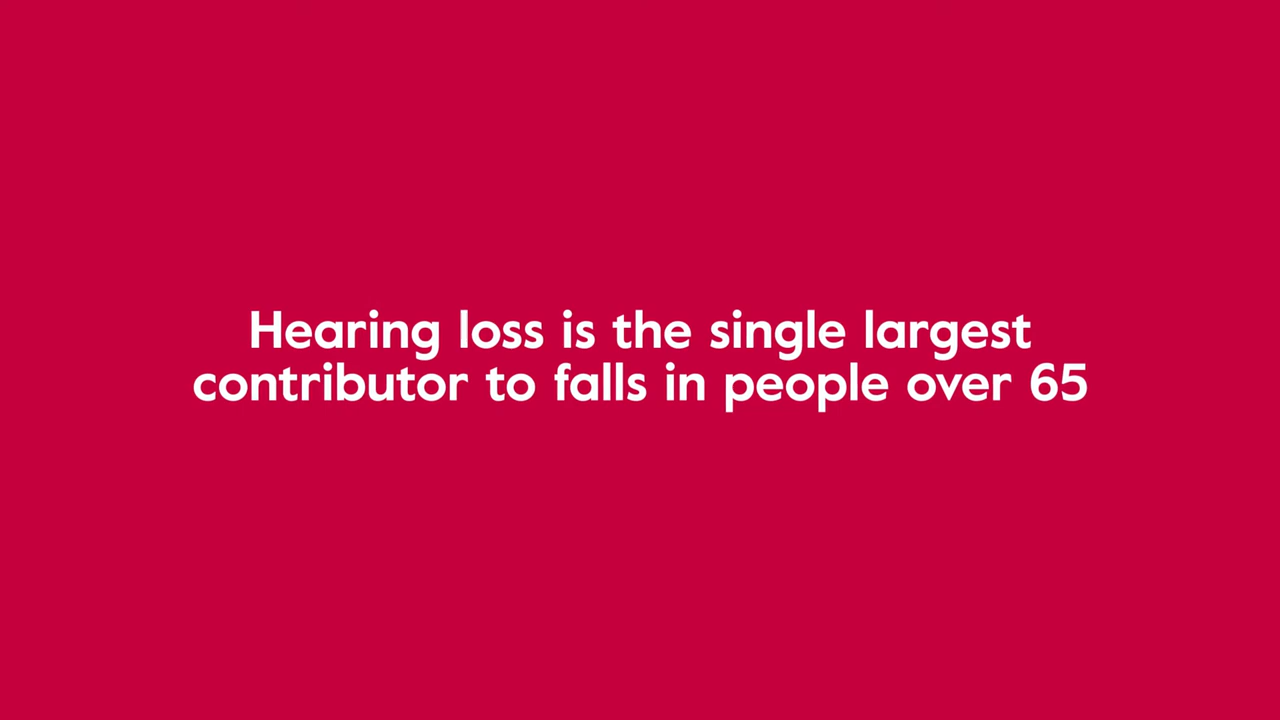 Hearing loss is the single largest
contributor to falls in people over 65